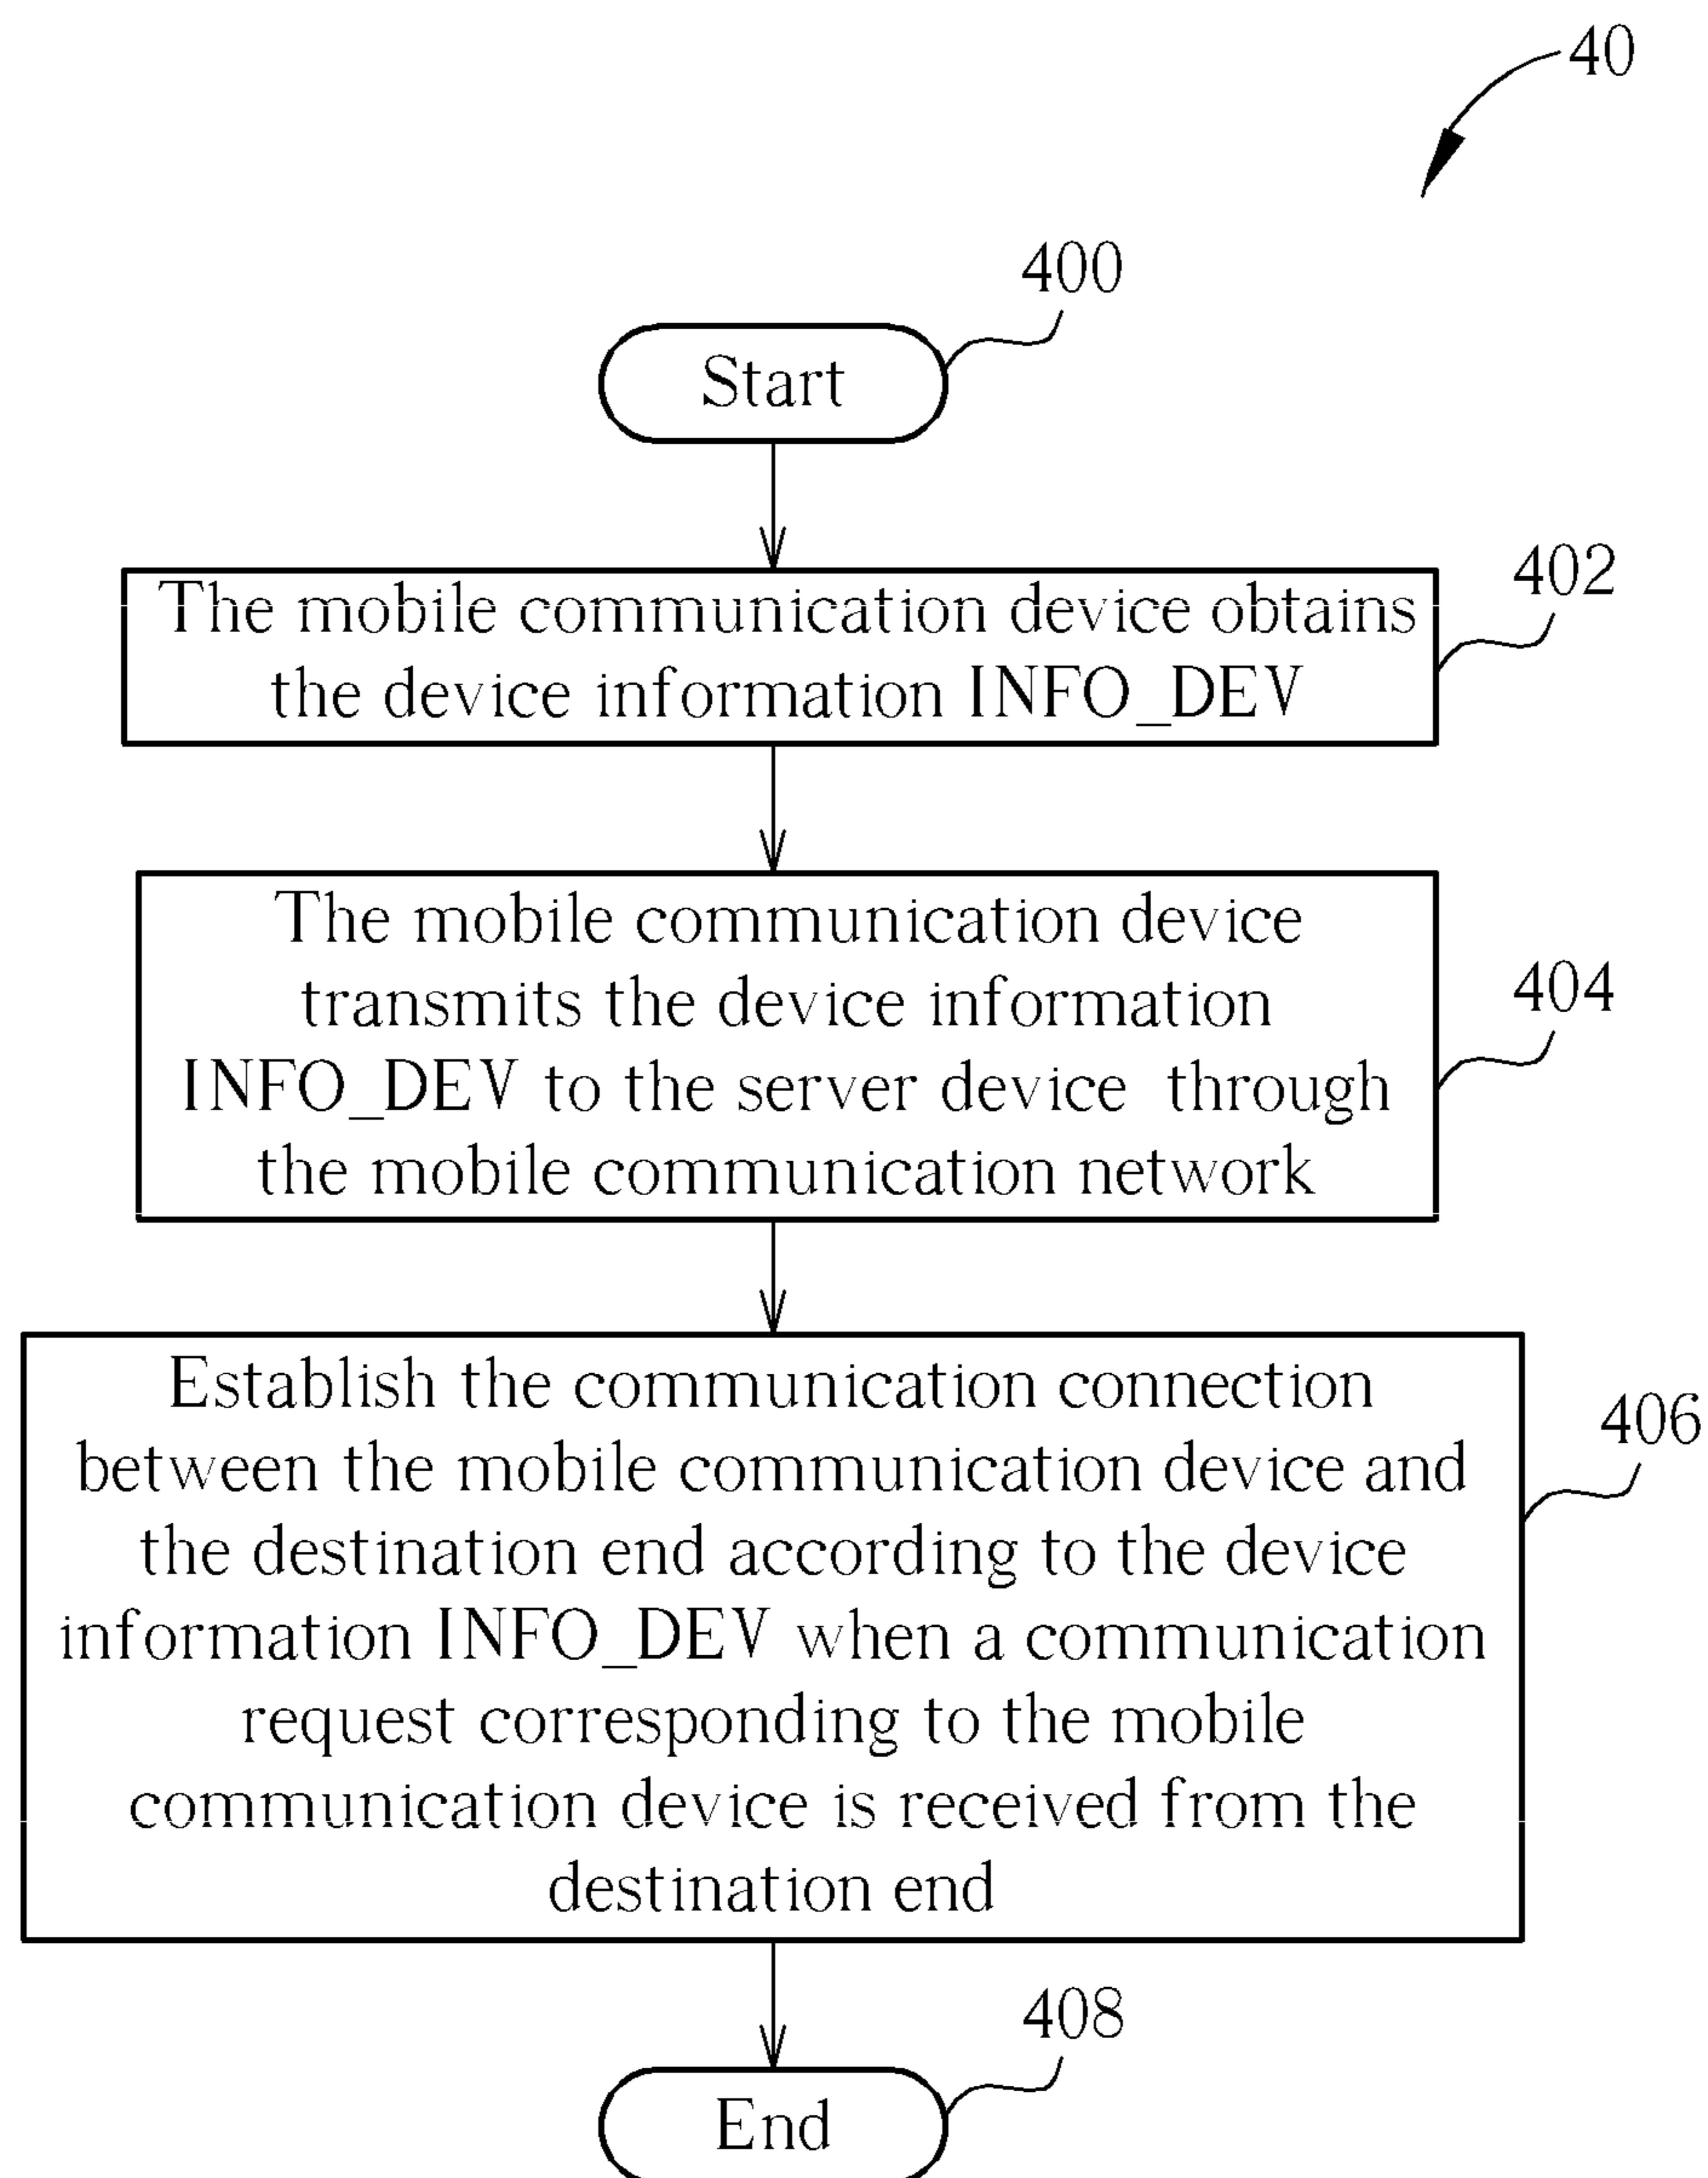 40
400
Start
402
The mobile communication device obtains
the device information INFO_DEV
404
The mobile communication device
transmits the device information
INFO_DEV to the server device through
the mobile communication network
406
Establish the communication connection
between the mobile communication device and
the destination end according to the device
information INFO_DEV when a communication
request corresponding to the mobile
communication device is received from the
destination end
408
End